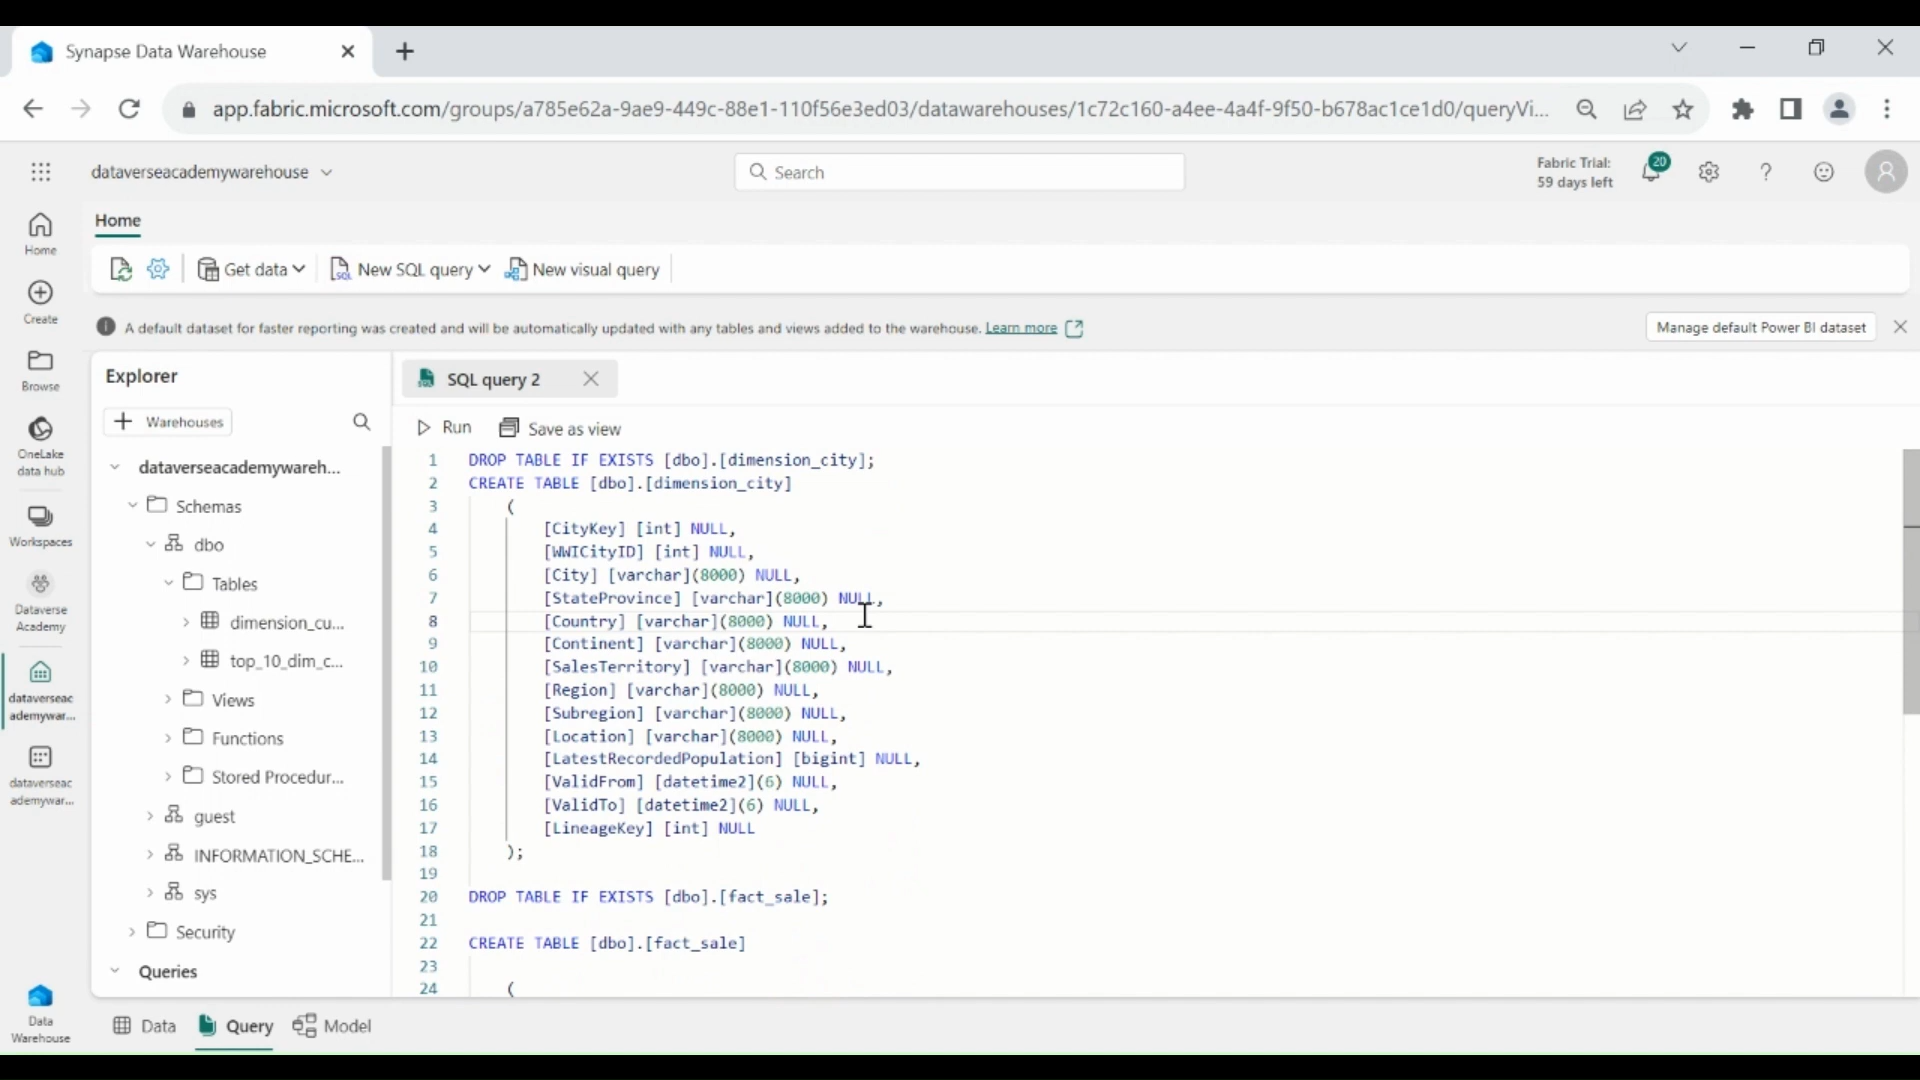 Synapse Data Warehouse
app.fabric.microsoft.com/groups/a785e62a-9ae9-449c-88e1-110f56e3ed03/datawarehouses/1c72c160-a4ee-4a4f-9f50-b678ac1ce1d0/queryVi...
dataverseacademywarehouse
Search
Fabric Trial:
59 days left
20
Home
Get data
New SQL query
New visual query
A default dataset for faster reporting was created and will be automatically updated with any tables and views added to the warehouse. Learn more
Manage default Power BI dataset
Home
Create
Browse
OneLake
data hub
Workspaces
Dataverse
Academy
dataverseac
ademywar...
dataverseac
ademywar...
Data
Warehouse
Explorer
Warehouses
dataverseacademywareh...
Schemas
dbo
Tables
dimension_cu...
top_10_dim_c...
Views
Functions
Stored Procedur...
guest
INFORMATION_SCHE...
sys
Security
Queries
SQL query 2
Run
Save as view
1 DROP TABLE IF EXISTS [dbo].[dimension_city];
2 CREATE TABLE [dbo].[dimension_city]
3 (
4 [CityKey] [int] NULL,
5 [WWICityID] [int] NULL,
6 [City] [varchar](8000) NULL,
7 [StateProvince] [varchar](8000) NULL,
8 [Country] [varchar](8000) NULL,
9 [Continent] [varchar](8000) NULL,
10 [SalesTerritory] [varchar](8000) NULL,
11 [Region] [varchar](8000) NULL,
12 [Subregion] [varchar](8000) NULL,
13 [Location] [varchar](8000) NULL,
14 [LatestRecordedPopulation] [bigint] NULL,
15 [ValidFrom] [datetime2](6) NULL,
16 [ValidTo] [datetime2](6) NULL,
17 [LineageKey] [int] NULL
18 );
19
20 DROP TABLE IF EXISTS [dbo].[fact_sale];
21
22 CREATE TABLE [dbo].[fact_sale]
23
24 (
Data
Query
Model